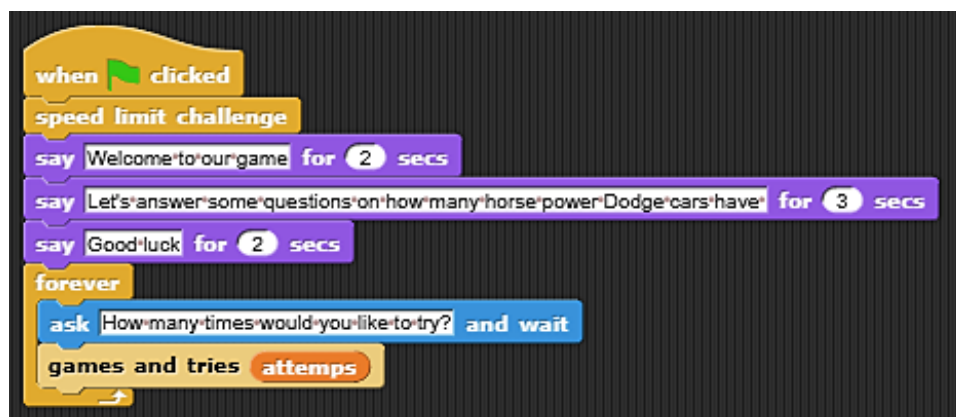 when clicked
speed limit challenge
say Welcome to our game for 2 secs
say Let's answer some questions on how many horse power Dodge cars have for 3 secs
say Good luck for 2 secs
forever
ask How many times would you like to try? and wait
games and tries attemps